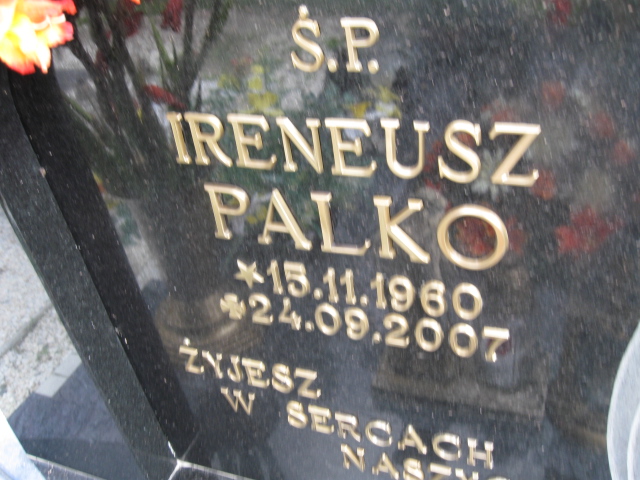 Ś.P.
IRENEUSZ
PALKO
15.11.1960
24.09.2007
ŻYJESZ
W SERCACH